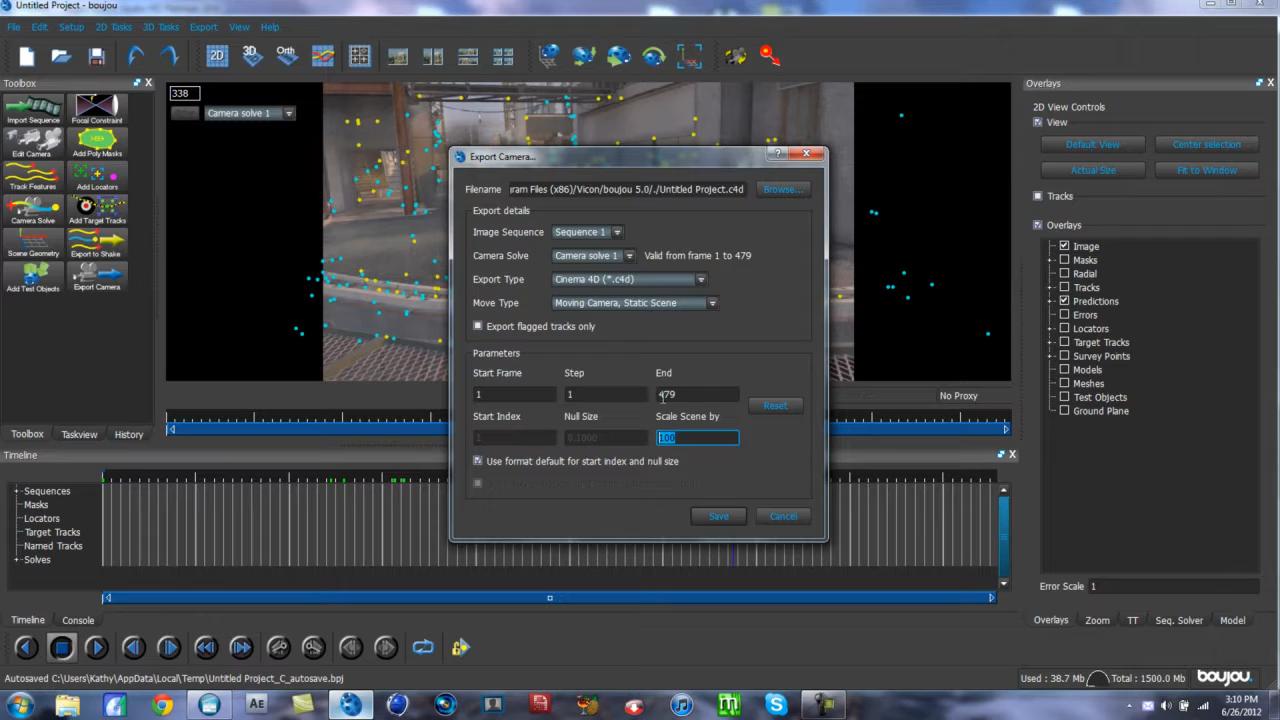 Untitled Project - boujou
File Edit Setup 2D Tasks 3D Tasks Export View Help
2D 3D Orth
Toolbox
Import Sequence Focal Constraint
Edit Camera Add Poly Masks
Track Features Add Locators
Camera Solve Add Target Tracks
Scene Geometry Export to Shake
Add Test Objects Export Camera
338
Camera solve 1
Export Camera...
Filename ram Files (x86)/Vicon/boujou 5.0/./Untitled Project.c4d Browse...
Export details
Image Sequence Sequence 1
Camera Solve Camera solve 1 Valid from frame 1 to 479
Export Type Cinema 4D (*.c4d)
Move Type Moving Camera, Static Scene
Export flagged tracks only
Parameters
Start Frame Step End
1 1 479
Reset
Start Index Null Size Scale Scene by
1 0.1000 100
Use format default for start index and null size
Save Cancel
Overlays
2D View Controls
View
Default View Center selection
Actual Size Fit to Window
Tracks
Overlays
Image
Masks
Radial
Tracks
Predictions
Errors
Locators
Target Tracks
Survey Points
Models
Meshes
Test Objects
Ground Plane
No Proxy
Toolbox Taskview History
Timeline
Sequences
Masks
Locators
Target Tracks
Named Tracks
Solves
Error Scale 1
Timeline Console
Overlays Zoom TT Seq. Solver Model
Autosaved C:\Users\Kathy\AppData\Local\Temp\Untitled Project_C_autosave.bpj
Used : 38.7 Mb Total : 1500.0 Mb boujou.
Ae
3:10 PM
6/26/2012